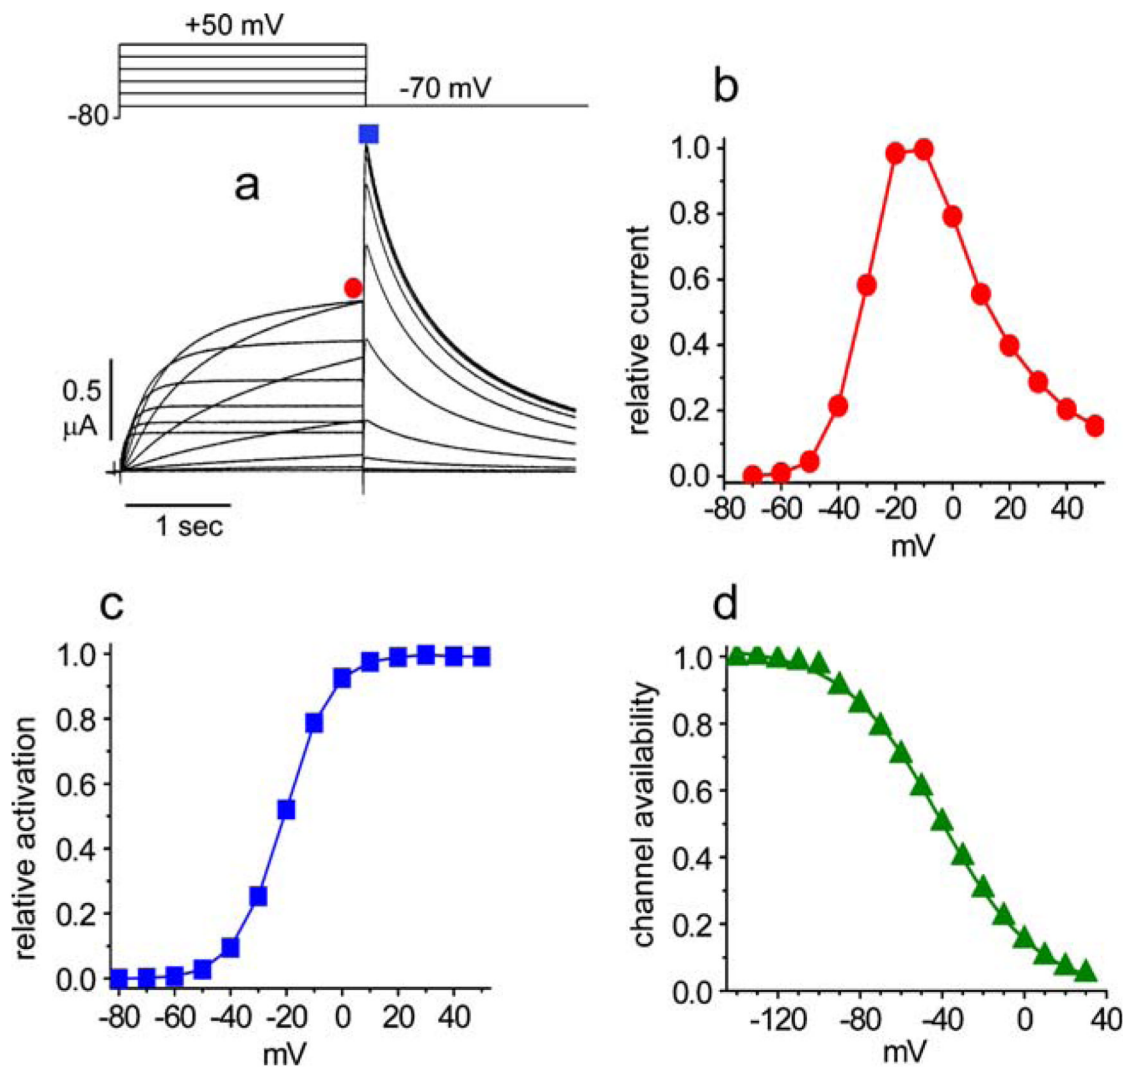 +50 mV
-80
-70 mV
a
0.5
μA
1 sec
b
1.0
0.8
0.6
0.4
0.2
0.0
relative current
-80 -60 -40 -20 0 20 40
mV
c
1.0
0.8
0.6
0.4
0.2
0.0
relative activation
-80 -60 -40 -20 0 20 40
mV
d
1.0
0.8
0.6
0.4
0.2
0.0
channel availability
-120 -80 -40 0 40
mV